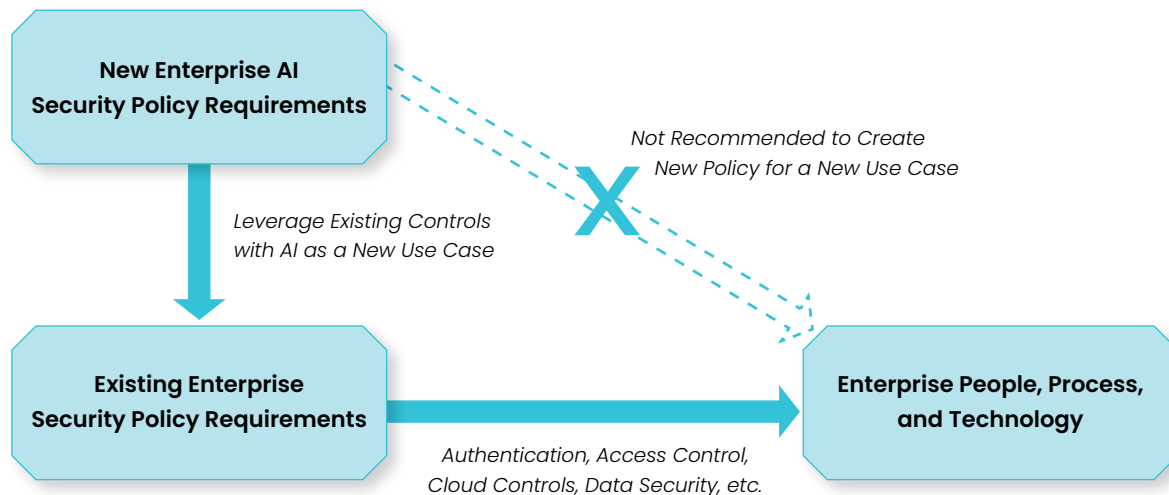 New Enterprise AI
Security Policy Requirements
Not Recommended to Create
New Policy for a New Use Case
X
Leverage Existing Controls
with AI as a New Use Case
Existing Enterprise
Security Policy Requirements
Enterprise People, Process,
and Technology
Authentication, Access Control,
Cloud Controls, Data Security, etc.